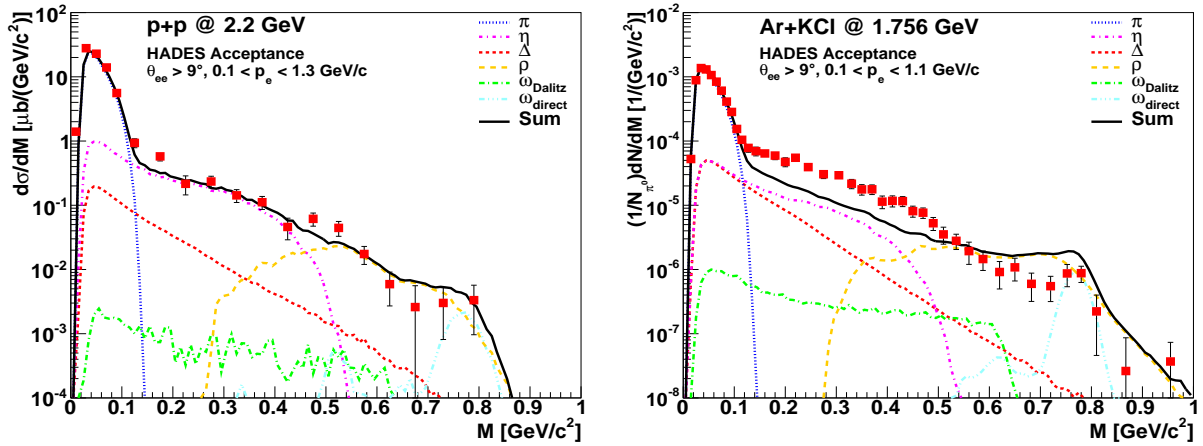 p+p @ 2.2 GeV
HADES Acceptance
θee > 9°, 0.1 < pe < 1.3 GeV/c
π
η
Δ
ρ
ωDalitz
ωdirect
Sum
dσ/dM [μb/(GeV/c²)]
10²
10
1
10⁻¹
10⁻²
10⁻³
10⁻⁴
0 0.1 0.2 0.3 0.4 0.5 0.6 0.7 0.8 0.9 1
M [GeV/c²]
Ar+KCl @ 1.756 GeV
HADES Acceptance
θee > 9°, 0.1 < pe < 1.1 GeV/c
π
η
Δ
ρ
ωDalitz
ωdirect
Sum
(1/Nπ⁰)dN/dM [1/(GeV/c²)]
10⁻²
10⁻³
10⁻⁴
10⁻⁵
10⁻⁶
10⁻⁷
10⁻⁸
0 0.1 0.2 0.3 0.4 0.5 0.6 0.7 0.8 0.9 1
M [GeV/c²]